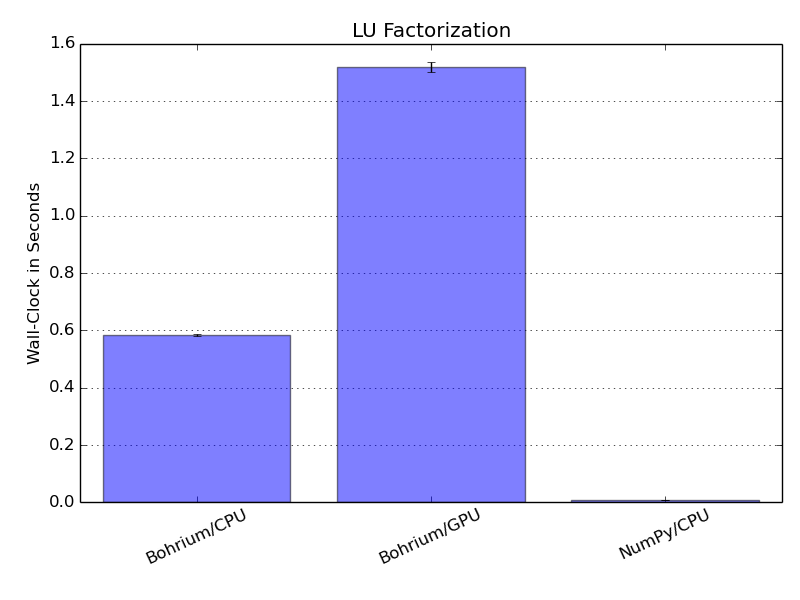 LU Factorization
Wall-Clock in Seconds
1.6
1.4
1.2
1.0
0.8
0.6
0.4
0.2
0.0
Bohrium/CPU
Bohrium/GPU
NumPy/CPU